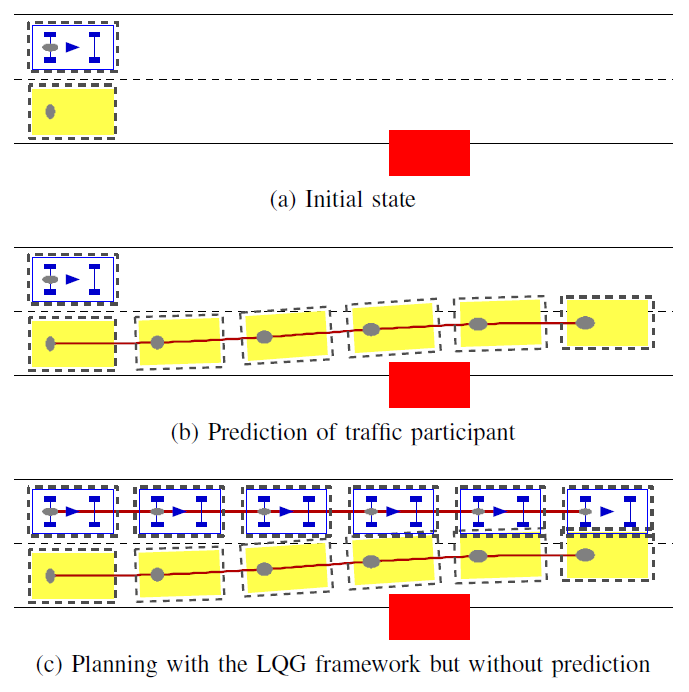 (a) Initial state
(b) Prediction of traffic participant
(c) Planning with the LQG framework but without prediction